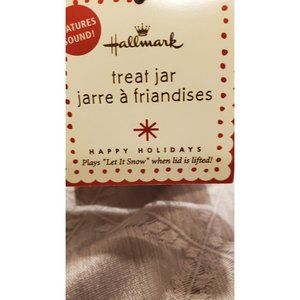 FEATURES
SOUND!
Hallmark
treat jar
jarre à friandises
HAPPY HOLIDAYS
Plays "Let It Snow" when lid is lifted!